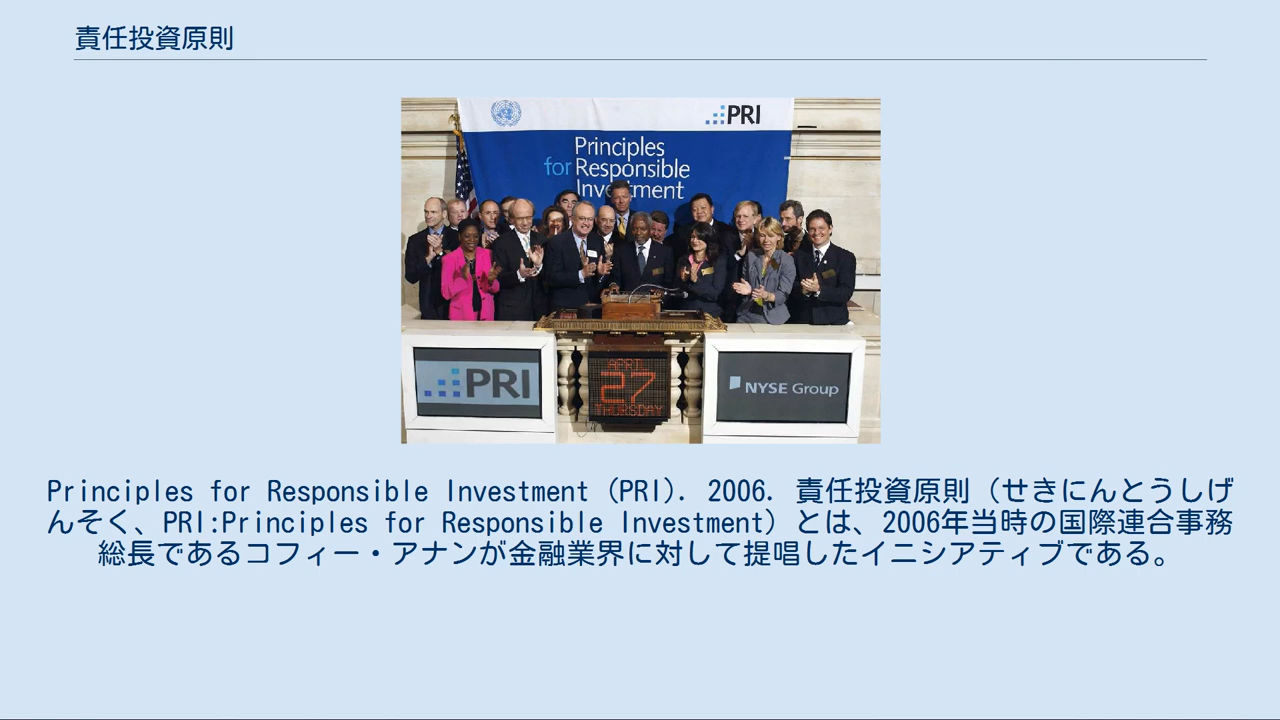 責任投資原則
PRI
Principles
for Responsible
Investment
PRI
APRIL
27
THURSDAY
NYSE Group
Principles for Responsible Investment (PRI). 2006. 責任投資原則（せきにんとうしげ
んそく、PRI:Principles for Responsible Investment）とは、2006年当時の国際連合事務
総長であるコフィー・アナンが金融業界に対して提唱したイニシアティブである。